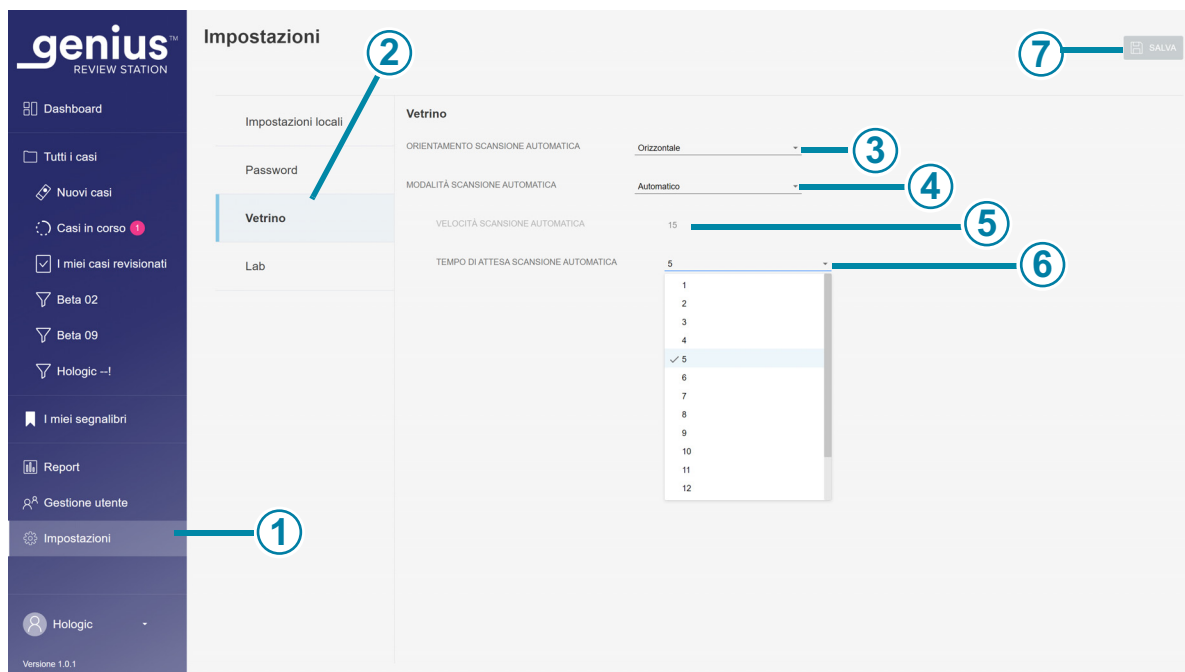 genius™
REVIEW STATION
Dashboard
Tutti i casi
Nuovi casi
Casi in corso 1
I miei casi revisionati
Beta 02
Beta 09
Hologic --!
I miei segnalibri
Report
Gestione utente
Impostazioni
1
Hologic
Versione 1.0.1
Impostazioni
2
7
SALVA
Impostazioni locali
Password
Vetrino
Lab
Vetrino
ORIENTAMENTO SCANSIONE AUTOMATICA
Orizzontale
3
MODALITÀ SCANSIONE AUTOMATICA
Automatico
4
VELOCITÀ SCANSIONE AUTOMATICA
15
5
TEMPO DI ATTESA SCANSIONE AUTOMATICA
5
6
1
2
3
4
5
6
7
8
9
10
11
12